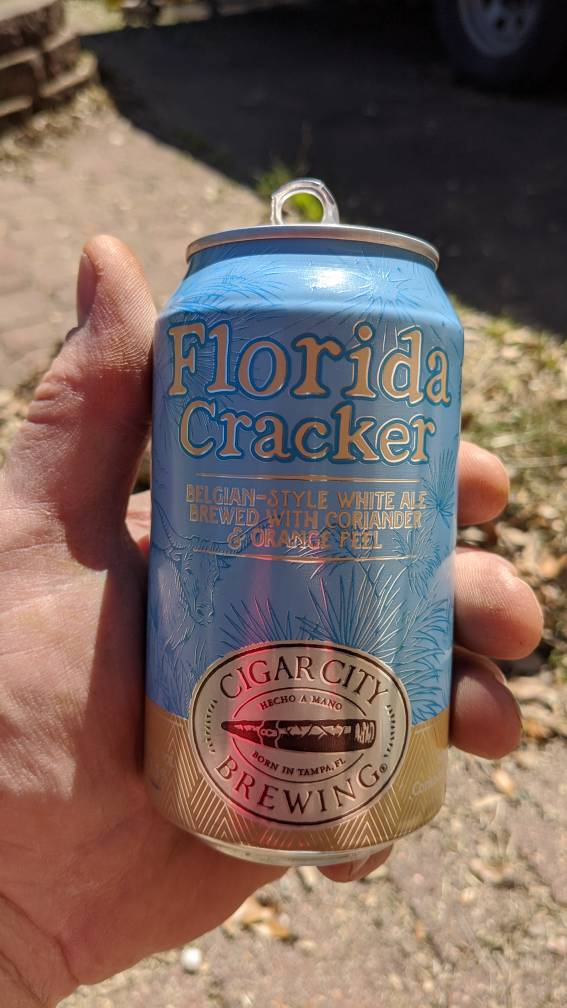 Florida
Cracker
BELGIAN-STYLE WHITE ALE
BREWED WITH CORIANDER
& ORANGE PEEL
CIGAR CITY
HECHO A MANO
BORN IN TAMPA, FL
BREWING®